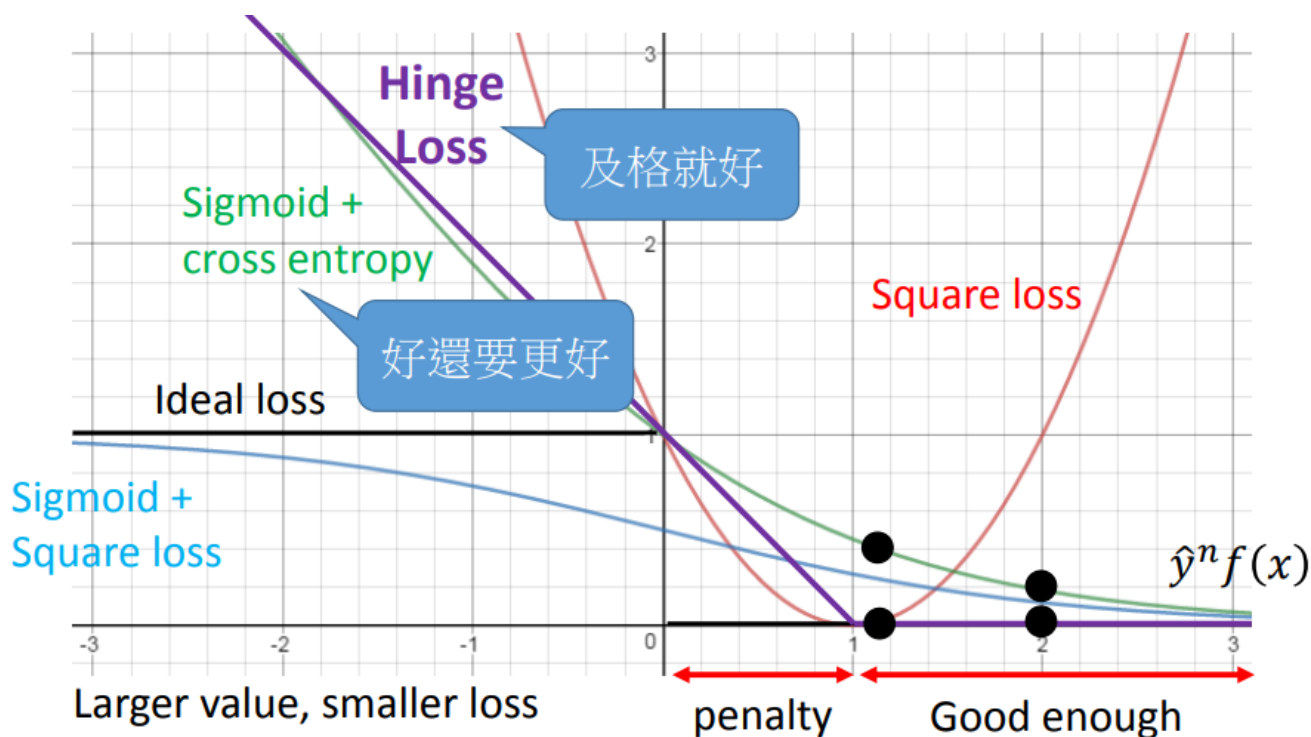 3
Hinge
Loss
及格就好
Sigmoid +
cross entropy
2
Square loss
好還要更好
Ideal loss
1
Sigmoid +
Square loss
ŷⁿf(x)
-3 -2 -1 0 1 2 3
Larger value, smaller loss
penalty
Good enough